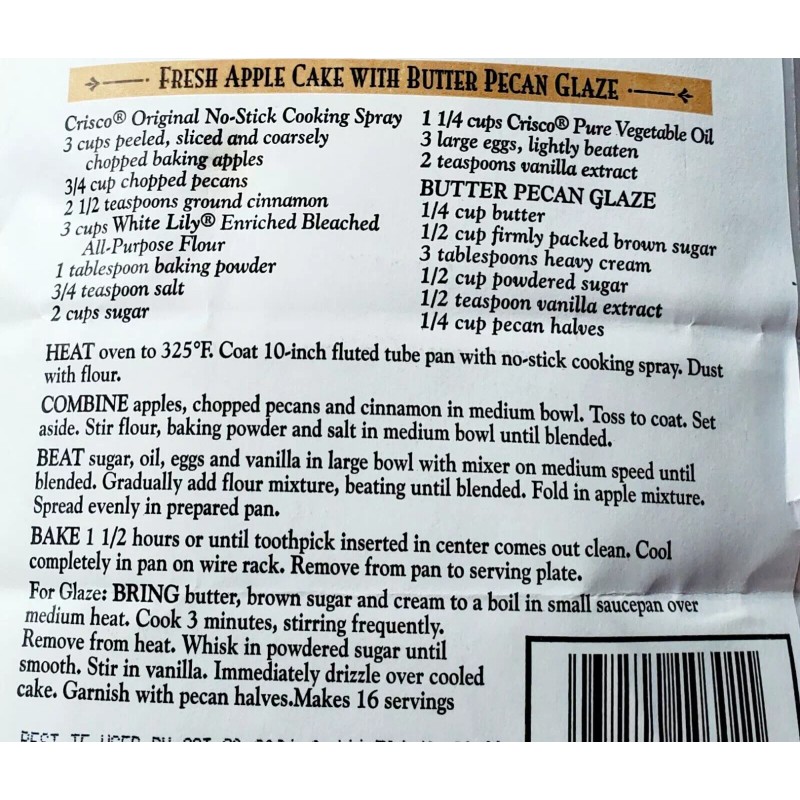 FRESH APPLE CAKE WITH BUTTER PECAN GLAZE
Crisco® Original No-Stick Cooking Spray
3 cups peeled, sliced and coarsely
chopped baking apples
3/4 cup chopped pecans
2 1/2 teaspoons ground cinnamon
3 cups White Lily® Enriched Bleached
All-Purpose Flour
1 tablespoon baking powder
3/4 teaspoon salt
2 cups sugar
1 1/4 cups Crisco® Pure Vegetable Oil
3 large eggs, lightly beaten
2 teaspoons vanilla extract
BUTTER PECAN GLAZE
1/4 cup butter
1/2 cup firmly packed brown sugar
3 tablespoons heavy cream
1/2 cup powdered sugar
1/2 teaspoon vanilla extract
1/4 cup pecan halves
HEAT oven to 325°F. Coat 10-inch fluted tube pan with no-stick cooking spray. Dust
with flour.
COMBINE apples, chopped pecans and cinnamon in medium bowl. Toss to coat. Set
aside. Stir flour, baking powder and salt in medium bowl until blended.
BEAT sugar, oil, eggs and vanilla in large bowl with mixer on medium speed until
blended. Gradually add flour mixture, beating until blended. Fold in apple mixture.
Spread evenly in prepared pan.
BAKE 1 1/2 hours or until toothpick inserted in center comes out clean. Cool
completely in pan on wire rack. Remove from pan to serving plate.
For Glaze: BRING butter, brown sugar and cream to a boil in small saucepan over
medium heat. Cook 3 minutes, stirring frequently.
Remove from heat. Whisk in powdered sugar until
smooth. Stir in vanilla. Immediately drizzle over cooled
cake. Garnish with pecan halves.Makes 16 servings
BEST IF USED BY OCT